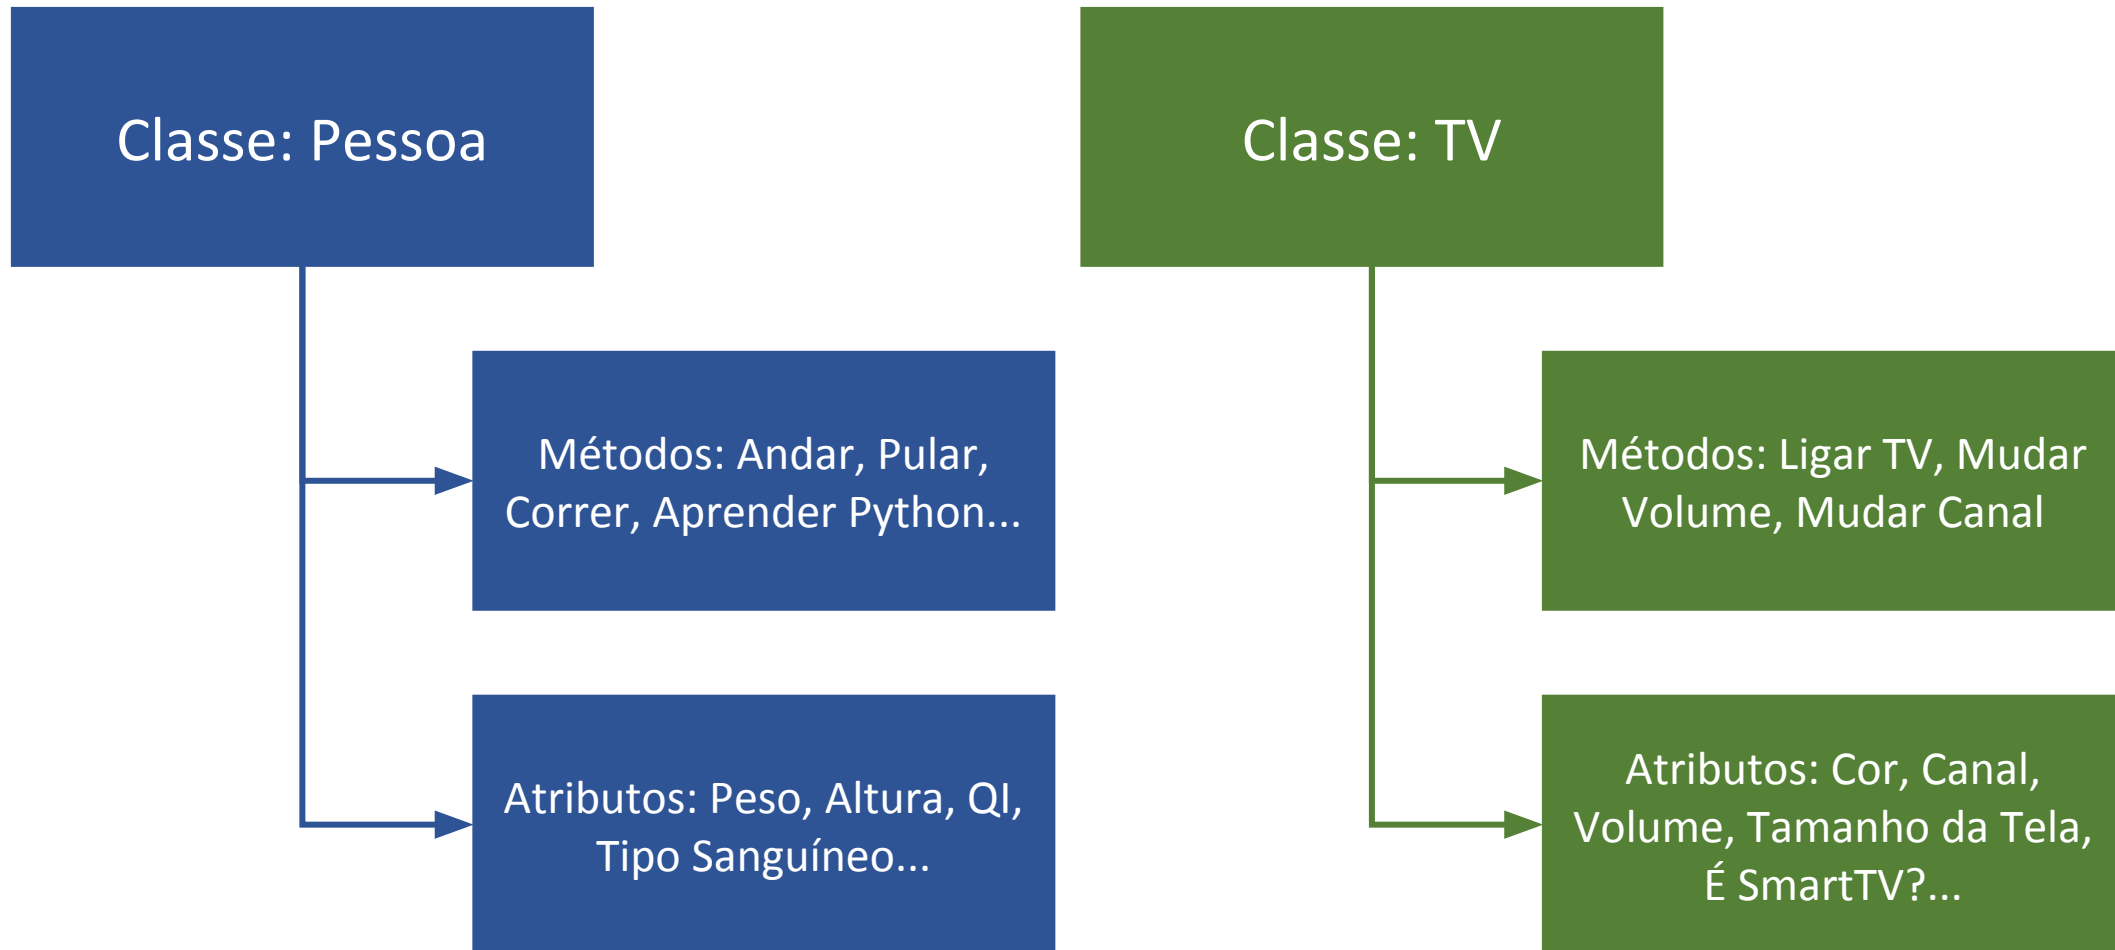 Classe: Pessoa
Métodos: Andar, Pular,
Correr, Aprender Python...
Atributos: Peso, Altura, QI,
Tipo Sanguíneo...
Classe: TV
Métodos: Ligar TV, Mudar
Volume, Mudar Canal
Atributos: Cor, Canal,
Volume, Tamanho da Tela,
É SmartTV?...